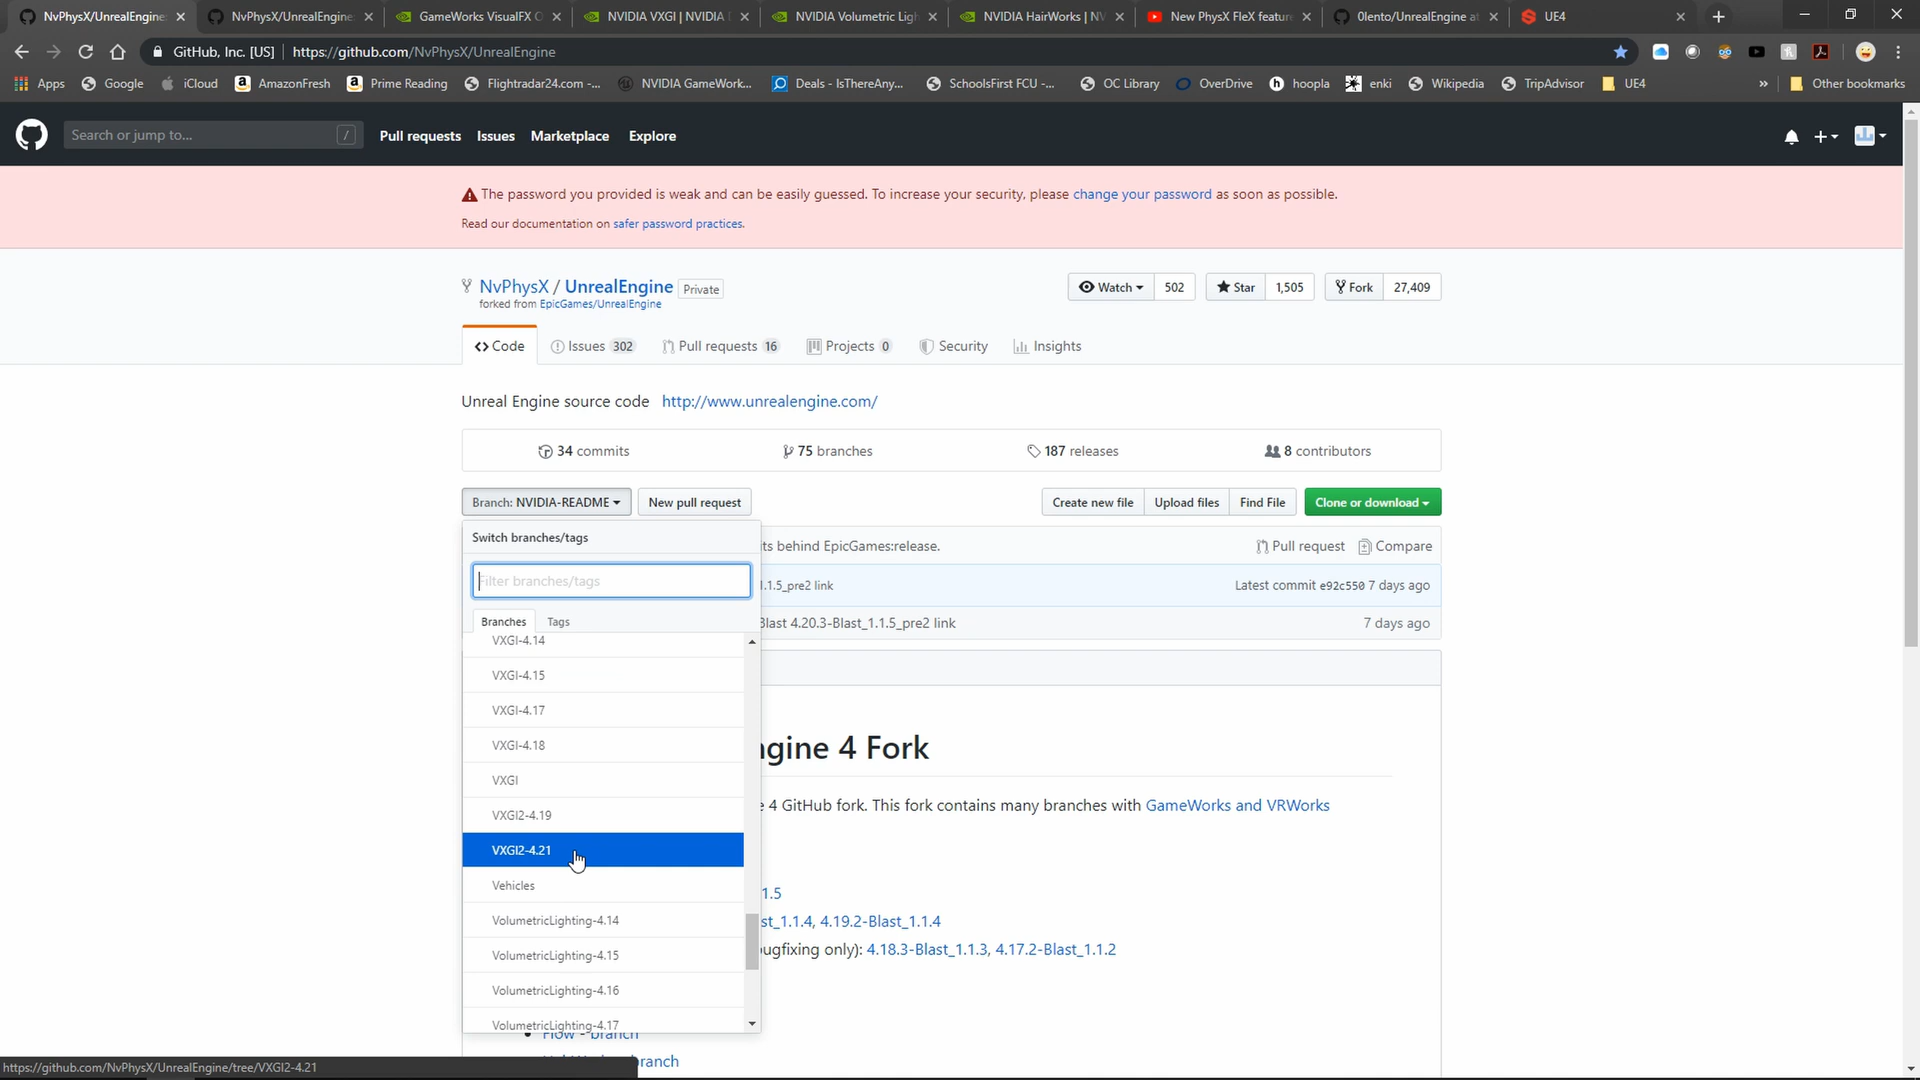 NvPhysX/UnrealEngine:
NvPhysX/UnrealEngine:
GameWorks VisualFX O
NVIDIA VXGI | NVIDIA
NVIDIA Volumetric Ligh
NVIDIA HairWorks | NV
New PhysX FleX feature
0lento/UnrealEngine at
UE4
GitHub, Inc. [US] | https://github.com/NvPhysX/UnrealEngine
Apps Google iCloud AmazonFresh Prime Reading Flightradar24.com -... NVIDIA GameWork... Deals - IsThereAny... SchoolsFirst FCU -... OC Library OverDrive hoopla enki Wikipedia TripAdvisor UE4 » Other bookmarks
Search or jump to... / Pull requests Issues Marketplace Explore
The password you provided is weak and can be easily guessed. To increase your security, please change your password as soon as possible.
Read our documentation on safer password practices.
NvPhysX / UnrealEngine Private
forked from EpicGames/UnrealEngine
Watch 502 Star 1,505 Fork 27,409
Code Issues 302 Pull requests 16 Projects 0 Security Insights
Unreal Engine source code http://www.unrealengine.com/
34 commits 75 branches 187 releases 8 contributors
Branch: NVIDIA-README New pull request Create new file Upload files Find File Clone or download
Switch branches/tags
its behind EpicGames:release. Pull request Compare
Filter branches/tags
1.1.5_pre2 link Latest commit e92c550 7 days ago
Branches Tags
Blast 4.20.3-Blast_1.1.5_pre2 link 7 days ago
VXGI-4.14
VXGI-4.15
VXGI-4.17
VXGI-4.18
ngine 4 Fork
VXGI
e 4 GitHub fork. This fork contains many branches with GameWorks and VRWorks
VXGI2-4.19
VXGI2-4.21
Vehicles
1.5
VolumetricLighting-4.14
st_1.1.4, 4.19.2-Blast_1.1.4
VolumetricLighting-4.15
ougfixing only): 4.18.3-Blast_1.1.3, 4.17.2-Blast_1.1.2
VolumetricLighting-4.16
VolumetricLighting-4.17
Flow - branch
branch
https://github.com/NvPhysX/UnrealEngine/tree/VXGI2-4.21